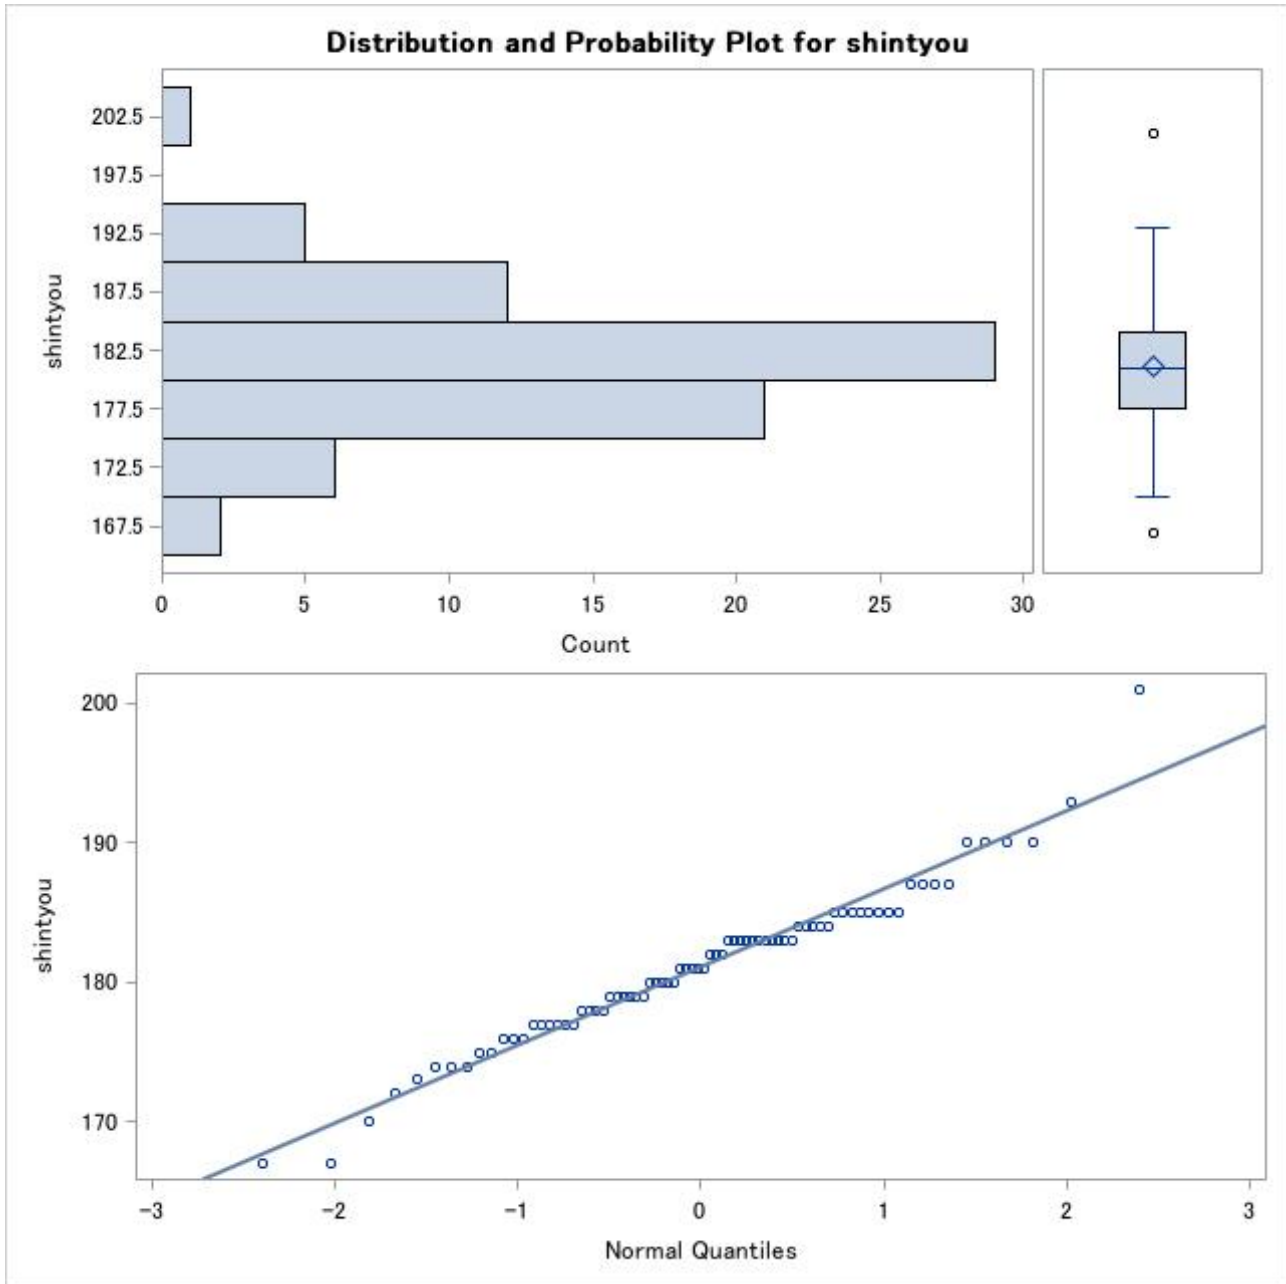 Distribution and Probability Plot for shintyou
202.5
197.5
192.5
187.5
182.5
177.5
172.5
167.5
shintyou
0 5 10 15 20 25 30
Count
200
190
180
170
shintyou
-3 -2 -1 0 1 2 3
Normal Quantiles